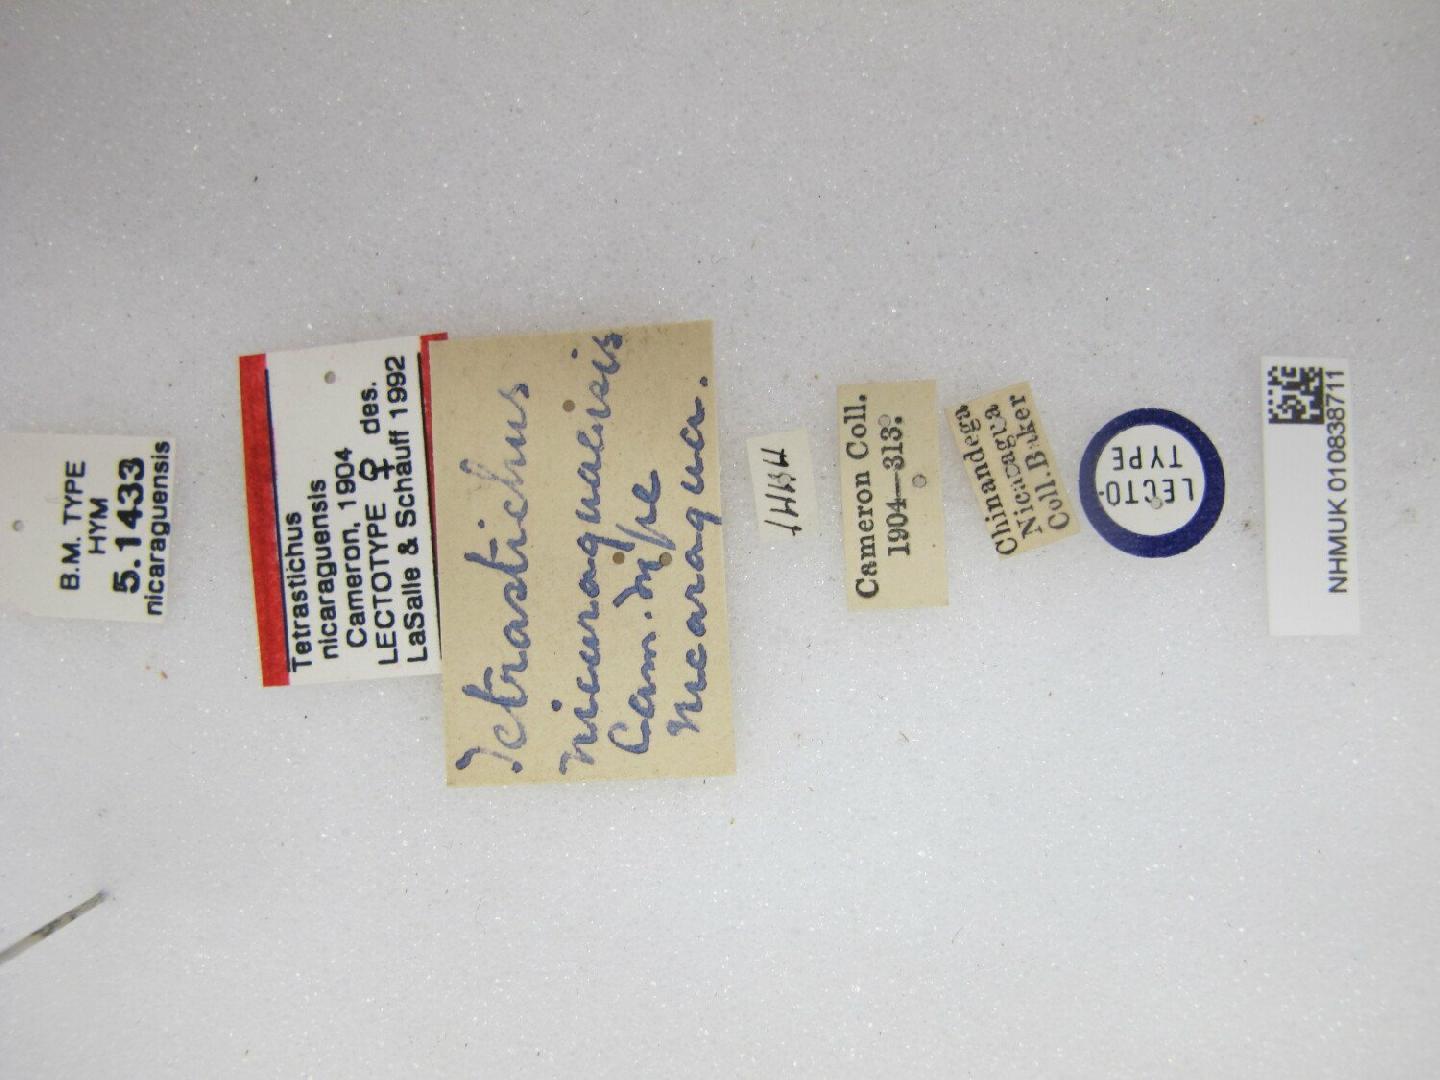 B.M. TYPE
HYM
5.1433
nicaraguensis
Tetrastichus
nicaraguensis
Cameron, 1904
LECTOTYPE ♀ des.
LaSalle & Schauff 1992
Tetrastichus
nicaraguensis
Cam. Type
Nicaragua.
Cameron Coll.
1904—313.
Chinandega
Nicaragua
Coll. Baker
LECTO-
TYPE
NHMUK 010838711